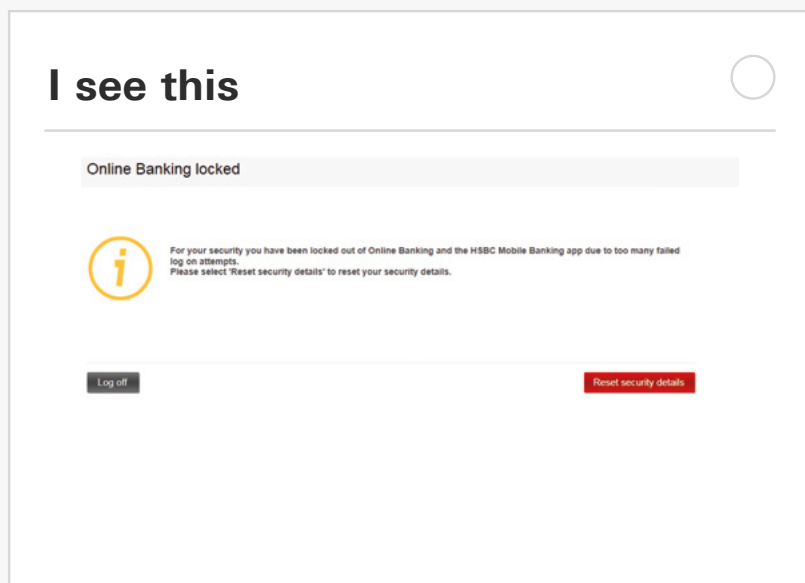 I see this
Online Banking locked
For your security you have been locked out of Online Banking and the HSBC Mobile Banking app due to too many failed
log on attempts.
Please select 'Reset security details' to reset your security details.
Log off
Reset security details